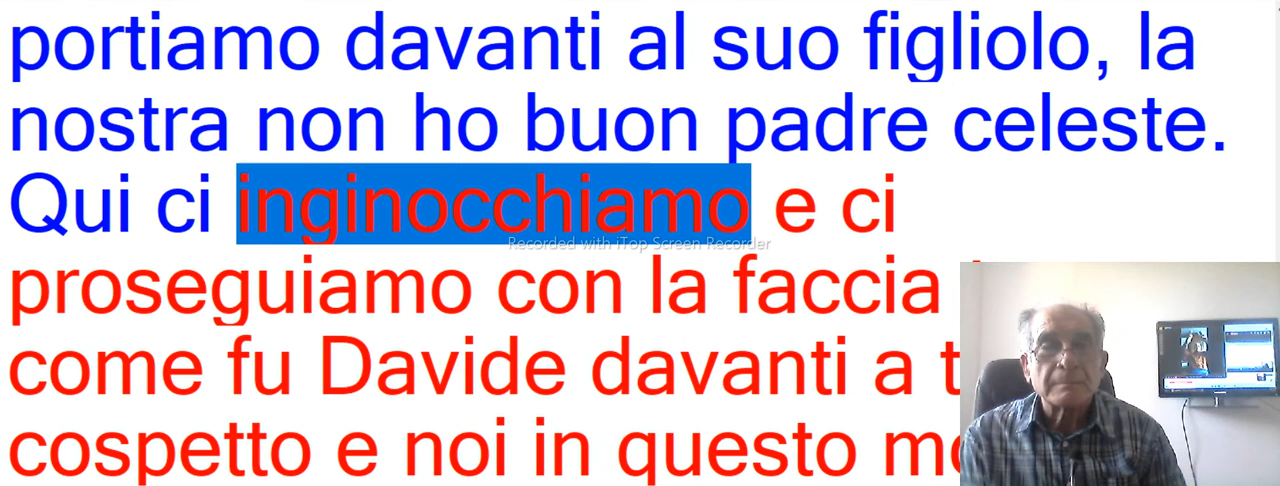 portiamo davanti al suo figliolo, la
nostra non ho buon padre celeste.
Qui ci inginocchiamo e ci
Recorded with iTop Screen Recorder
proseguiamo con la faccia
come fu Davide davanti a
cospetto e noi in questo